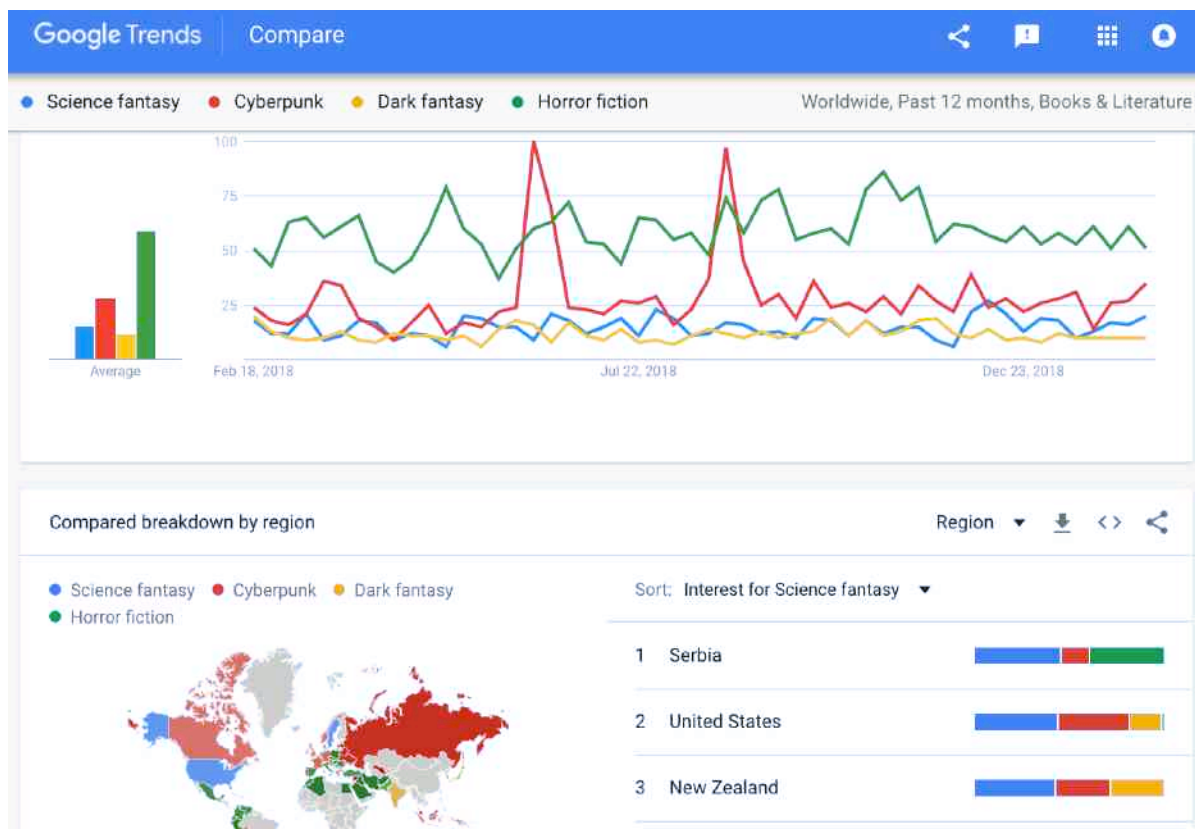 Google Trends Compare
Science fantasy Cyberpunk Dark fantasy Horror fiction Worldwide, Past 12 months, Books & Literature
100
75
50
25
Average Feb 18, 2018 Jul 22, 2018 Dec 23, 2018
Compared breakdown by region Region
Science fantasy Cyberpunk Dark fantasy Sort: Interest for Science fantasy
Horror fiction
1 Serbia
2 United States
3 New Zealand